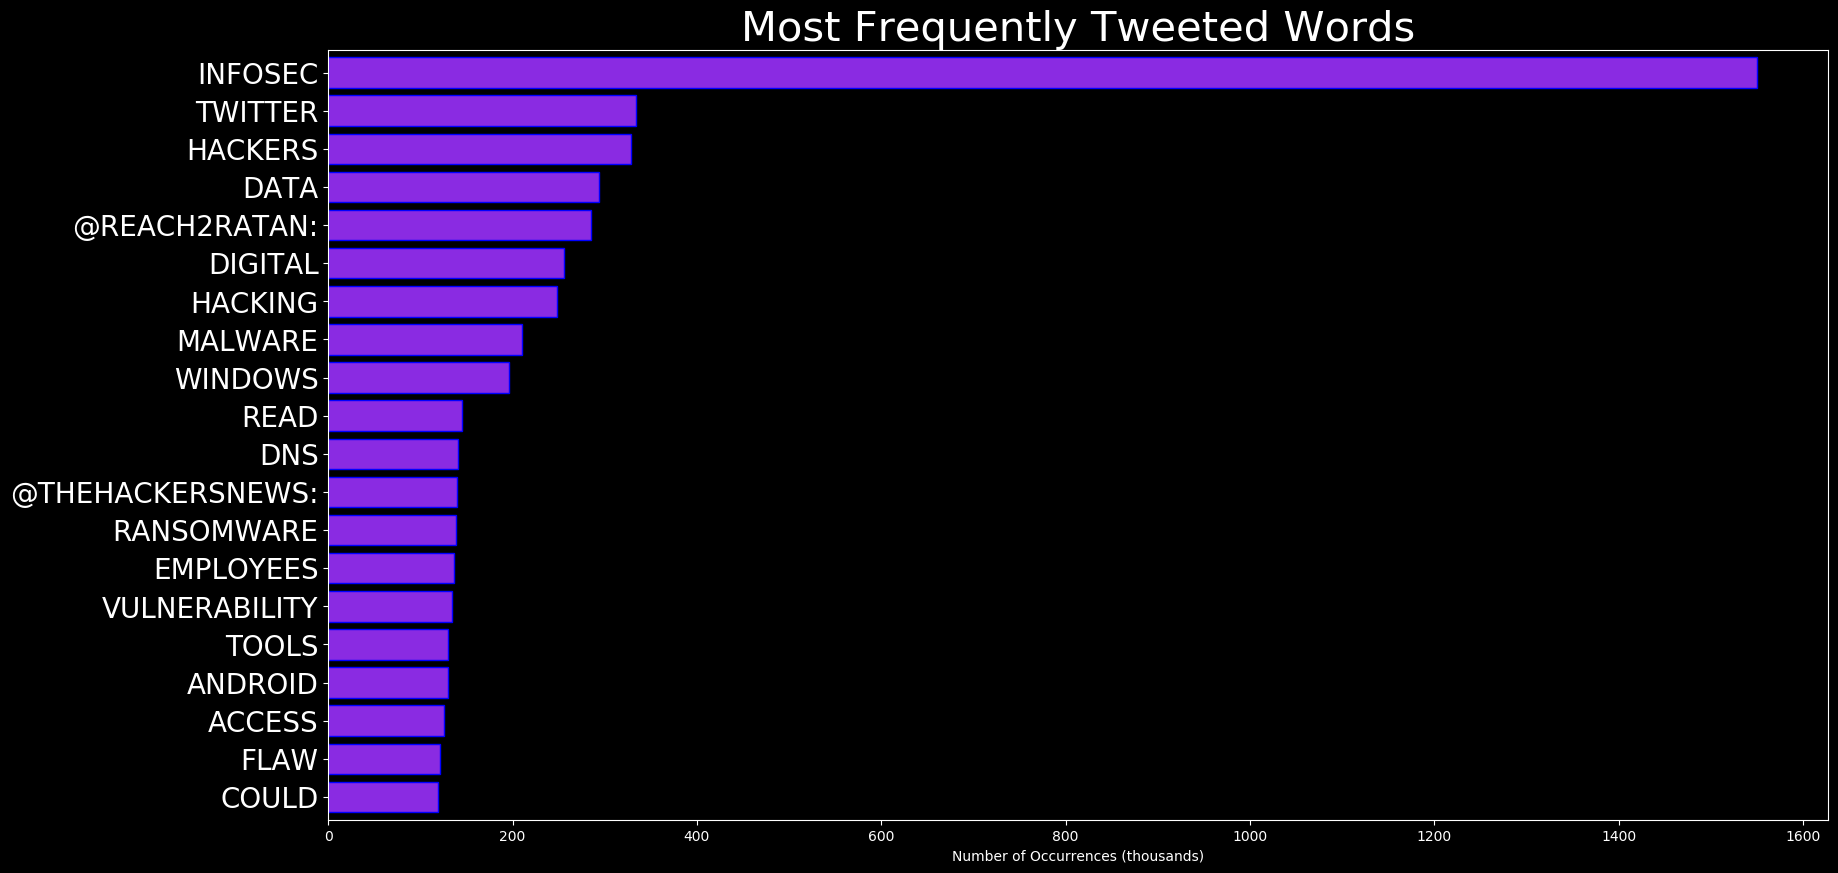 Most Frequently Tweeted Words
INFOSEC
TWITTER
HACKERS
DATA
@REACH2RATAN:
DIGITAL
HACKING
MALWARE
WINDOWS
READ
DNS
@THEHACKERSNEWS:
RANSOMWARE
EMPLOYEES
VULNERABILITY
TOOLS
ANDROID
ACCESS
FLAW
COULD
0 200 400 600 800 1000 1200 1400 1600
Number of Occurrences (thousands)